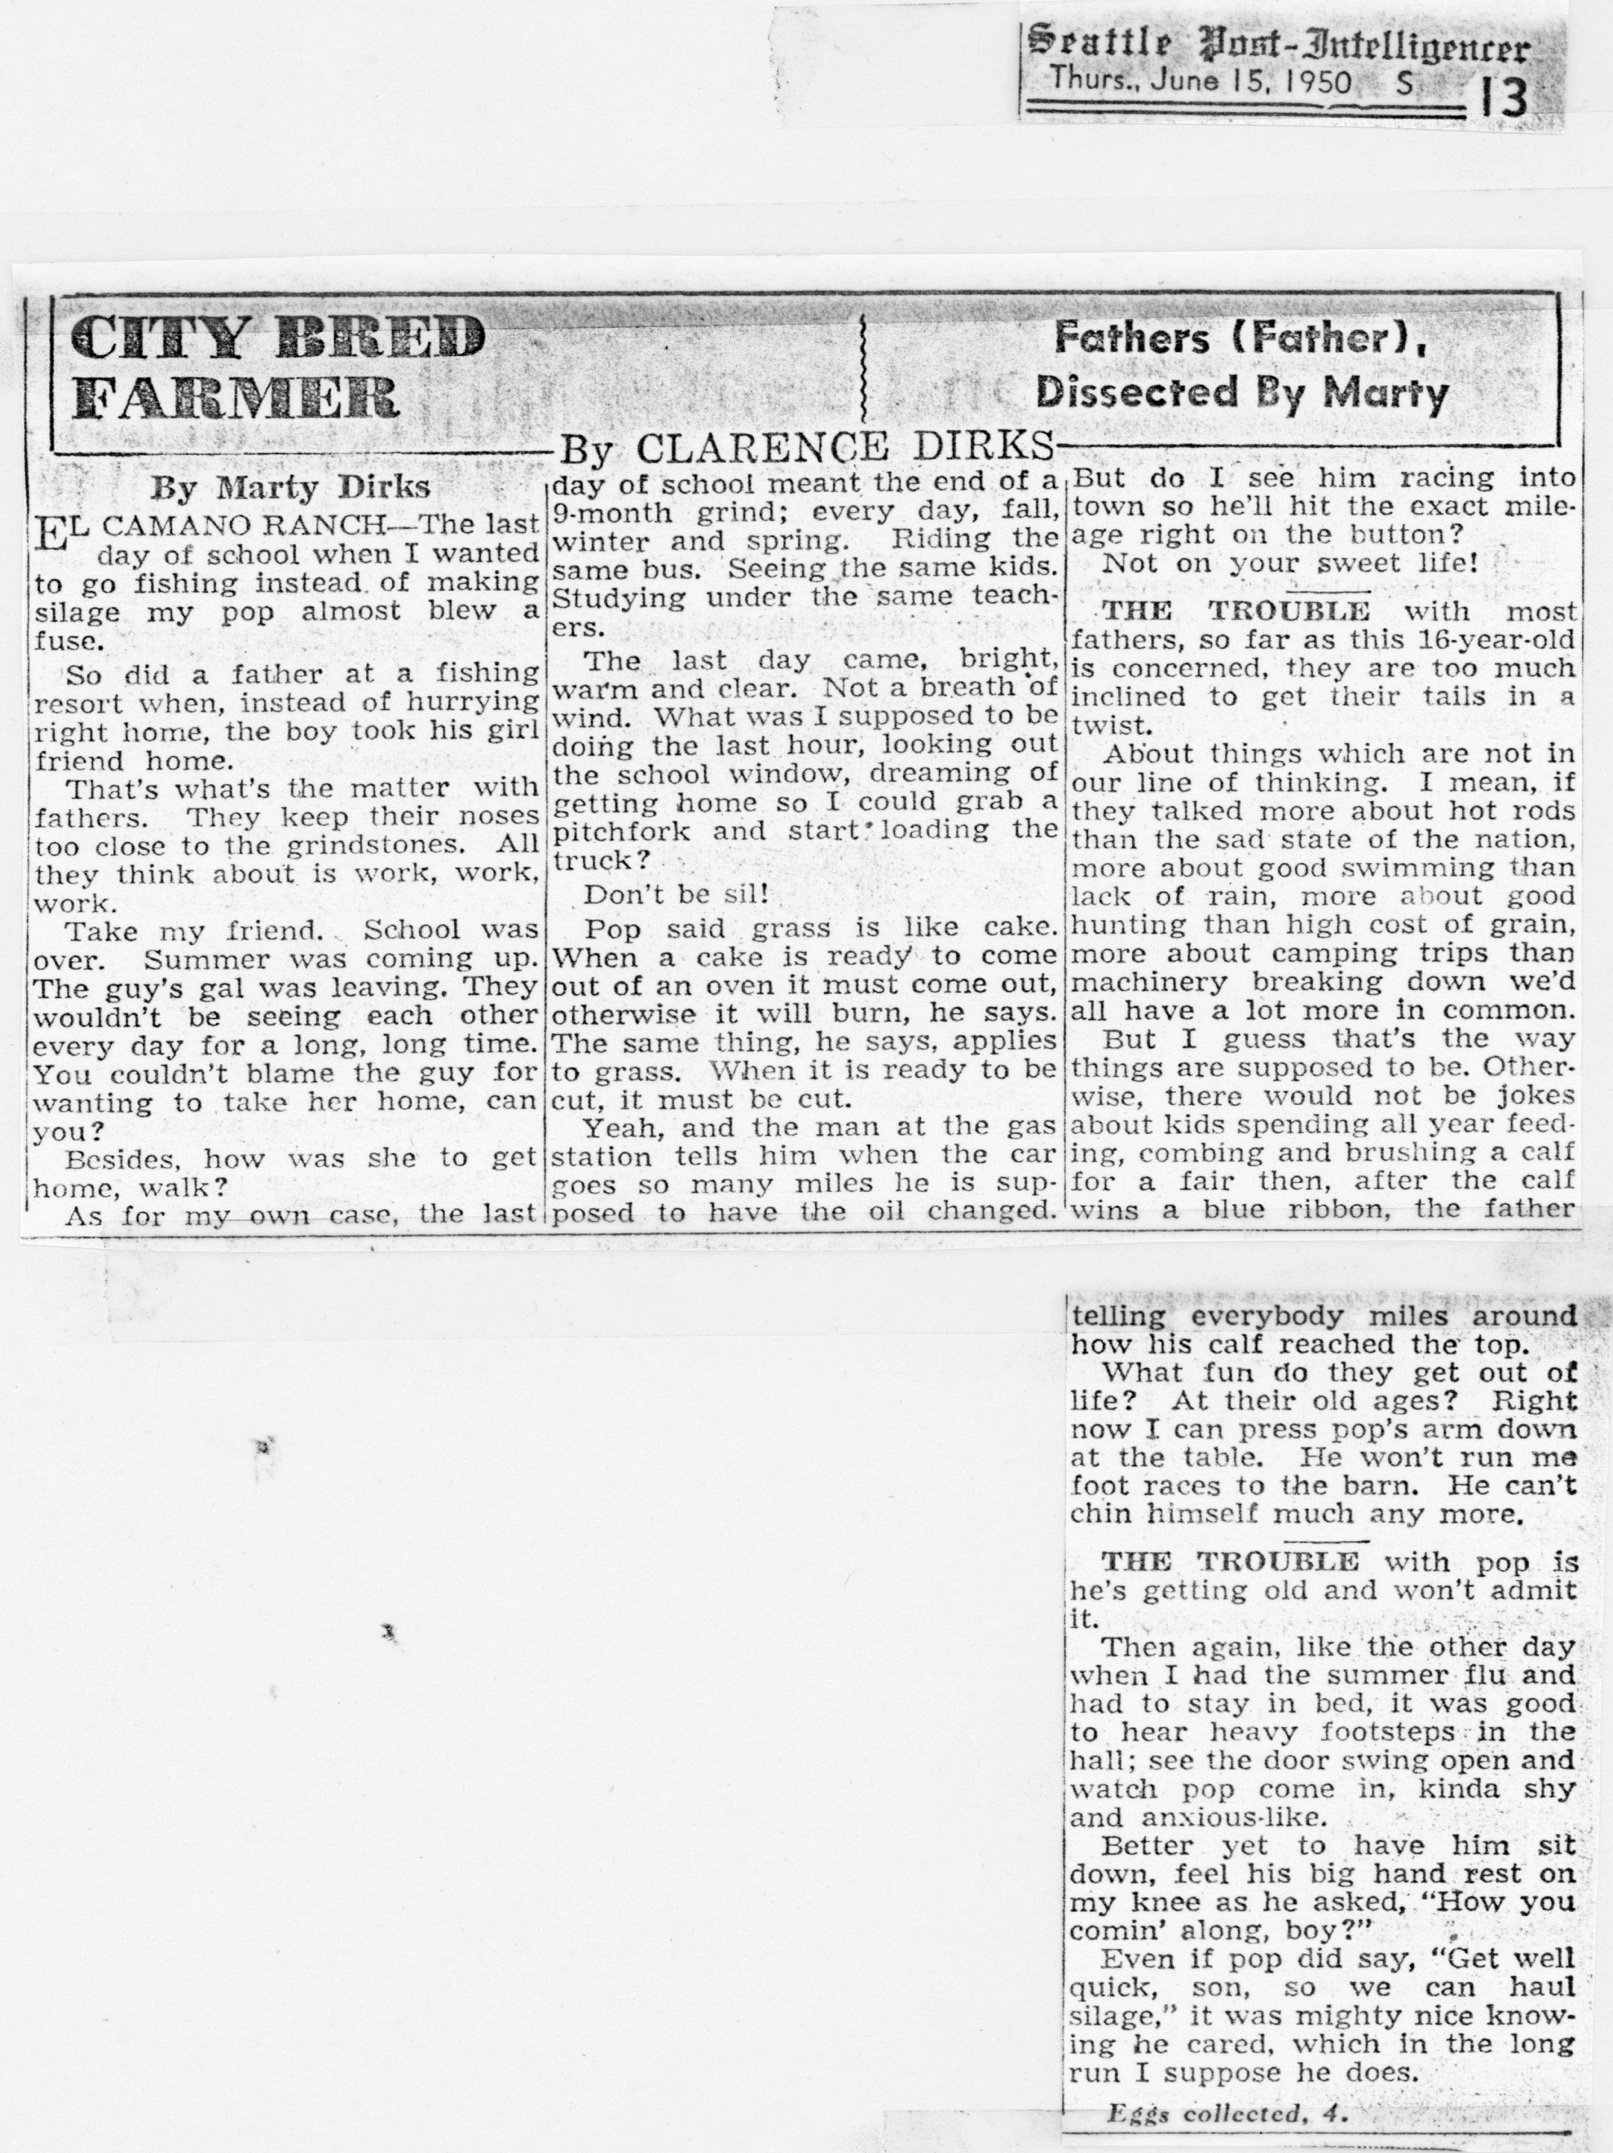 Seattle Post-Intelligencer
Thurs., June 15, 1950 S 13
CITY BRED
FARMER
Fathers (Father),
Dissected By Marty
By CLARENCE DIRKS
By Marty Dirks
EL CAMANO RANCH—The last
day of school when I wanted
to go fishing instead of making
silage my pop almost blew a
fuse.
So did a father at a fishing
resort when, instead of hurrying
right home, the boy took his girl
friend home.
That's what's the matter with
fathers. They keep their noses
too close to the grindstones. All
they think about is work, work,
work.
Take my friend. School was
over. Summer was coming up.
The guy's gal was leaving. They
wouldn't be seeing each other
every day for a long, long time.
You couldn't blame the guy for
wanting to take her home, can
you?
Besides, how was she to get
home, walk?
As for my own case, the last
day of school meant the end of a
9-month grind; every day, fall,
winter and spring. Riding the
same bus. Seeing the same kids.
Studying under the same teach-
ers.
The last day came, bright,
warm and clear. Not a breath of
wind. What was I supposed to be
doing the last hour, looking out
the school window, dreaming of
getting home so I could grab a
pitchfork and start loading the
truck?
Don't be sil!
Pop said grass is like cake.
When a cake is ready to come
out of an oven it must come out,
otherwise it will burn, he says.
The same thing, he says, applies
to grass. When it is ready to be
cut, it must be cut.
Yeah, and the man at the gas
station tells him when the car
goes so many miles he is sup-
posed to have the oil changed.
But do I see him racing into
town so he'll hit the exact mile-
age right on the button?
Not on your sweet life!
THE TROUBLE with most
fathers, so far as this 16-year-old
is concerned, they are too much
inclined to get their tails in a
twist.
About things which are not in
our line of thinking. I mean, if
they talked more about hot rods
than the sad state of the nation,
more about good swimming than
lack of rain, more about good
hunting than high cost of grain,
more about camping trips than
machinery breaking down we'd
all have a lot more in common.
But I guess that's the way
things are supposed to be. Other-
wise, there would not be jokes
about kids spending all year feed-
ing, combing and brushing a calf
for a fair then, after the calf
wins a blue ribbon, the father
telling everybody miles around
how his calf reached the top.
What fun do they get out of
life? At their old ages? Right
now I can press pop's arm down
at the table. He won't run me
foot races to the barn. He can't
chin himself much any more.
THE TROUBLE with pop is
he's getting old and won't admit
it.
Then again, like the other day
when I had the summer flu and
had to stay in bed, it was good
to hear heavy footsteps in the
hall; see the door swing open and
watch pop come in, kinda shy
and anxious-like.
Better yet to have him sit
down, feel his big hand rest on
my knee as he asked, "How you
comin' along, boy?"
Even if pop did say, "Get well
quick, son, so we can haul
silage," it was mighty nice know-
ing he cared, which in the long
run I suppose he does.
Eggs collected, 4.